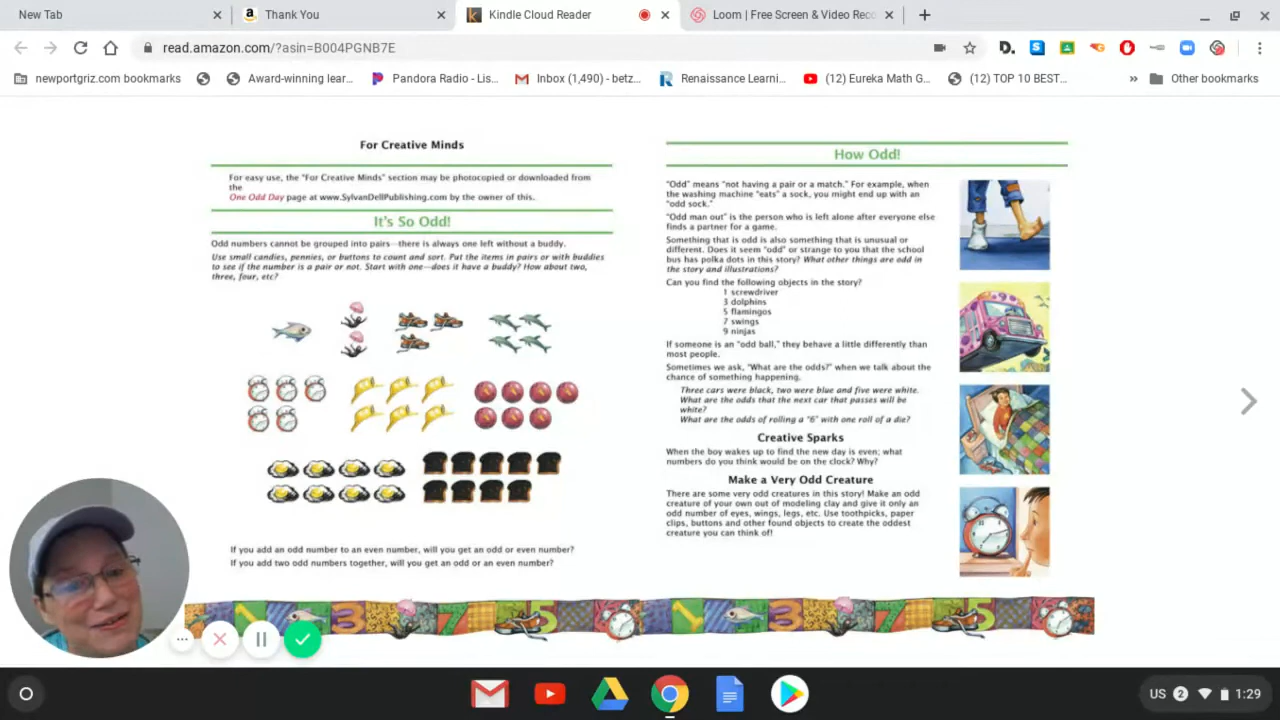 New Tab
Thank You
Kindle Cloud Reader
Loom | Free Screen & Video Rec
read.amazon.com/?asin=B004PGNB7E
newportgriz.com bookmarks
Award-winning lear...
Pandora Radio - Lis...
Inbox (1,490) - betz...
Renaissance Learni...
(12) Eureka Math G...
(12) TOP 10 BEST...
»
Other bookmarks
For Creative Minds
For easy use, the "For Creative Minds" section may be photocopied or downloaded from
the
One Odd Day page at www.SylvanDellPublishing.com by the owner of this.
It's So Odd!
Odd numbers cannot be grouped into pairs—there is always one left without a buddy.
Use small candies, pennies, or buttons to count and sort. Put the items in pairs or with buddies
to see if the number is a pair or not. Start with one—does it have a buddy? How about two,
three, four, etc?
If you add an odd number to an even number, will you get an odd or even number?
If you add two odd numbers together, will you get an odd or an even number?
How Odd!
"Odd" means "not having a pair or a match." For example, when
the washing machine "eats" a sock, you might end up with an
"odd sock."
"Odd man out" is the person who is left alone after everyone else
finds a partner for a game.
Something that is odd is also something that is unusual or
different. Does it seem "odd" or strange to you that the school
bus has polka dots in this story? What other things are odd in
the story and illustrations?
Can you find the following objects in the story?
1 screwdriver
3 dolphins
5 flamingos
7 swings
9 ninjas
If someone is an "odd ball," they behave a little differently than
most people.
Sometimes we ask, "What are the odds?" when we talk about the
chance of something happening.
Three cars were black, two were blue and five were white.
What are the odds that the next car that passes will be
white?
What are the odds of rolling a "6" with one roll of a die?
Creative Sparks
When the boy wakes up to find the new day is even; what
numbers do you think would be on the clock? Why?
Make a Very Odd Creature
There are some very odd creatures in this story! Make an odd
creature of your own out of modeling clay and give it only an
odd number of eyes, wings, legs, etc. Use toothpicks, paper
clips, buttons and other found objects to create the oddest
creature you can think of!
1 3 7 5 1 3 7 5
US 2 1:29